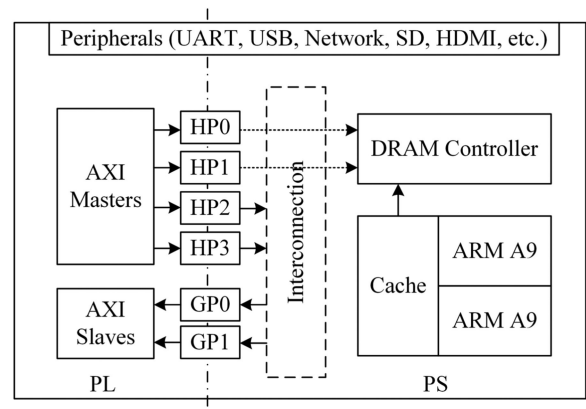 Peripherals (UART, USB, Network, SD, HDMI, etc.)
AXI
Masters
HP0
HP1
HP2
HP3
AXI
Slaves
GP0
GP1
Interconnection
DRAM Controller
Cache
ARM A9
ARM A9
PL
PS